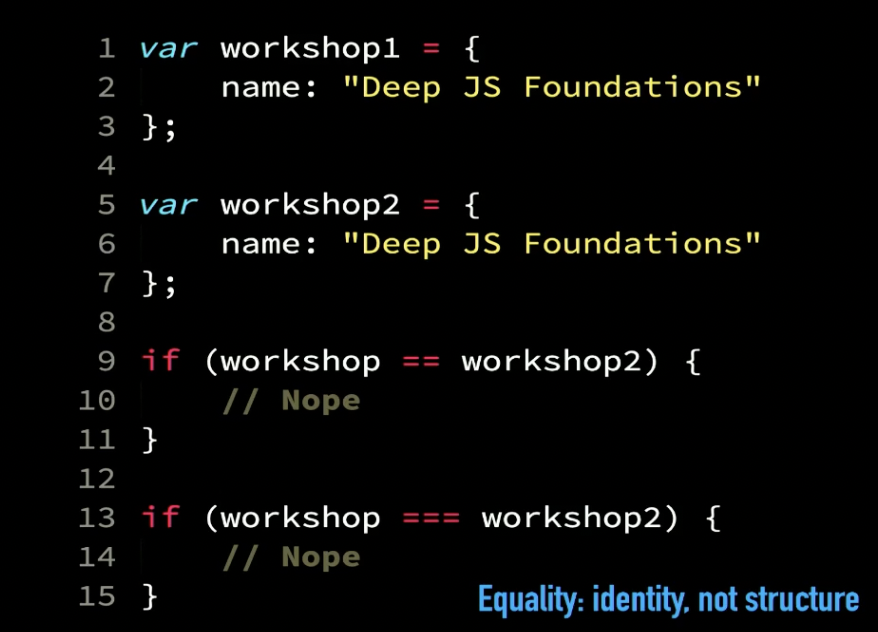 1 var workshop1 = {
2     name: "Deep JS Foundations"
3 };
4
5 var workshop2 = {
6     name: "Deep JS Foundations"
7 };
8
9 if (workshop == workshop2) {
10     // Nope
11 }
12
13 if (workshop === workshop2) {
14     // Nope
15 }
Equality: identity, not structure